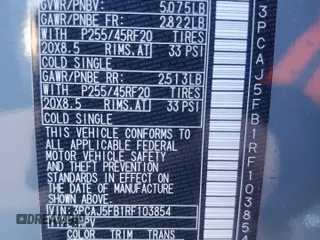 GVWR/PNBV: 5075LB
GAWR/PNBE FR: 2822LB
WITH P255/45RF20 TIRES
20X8.5 RIMS.AT 33 PSI
COLD SINGLE
GAWR/PNBE RR: 2513LB
WITH P255/45RF20 TIRES
20X8.5 RIMS.AT 33 PSI
COLD SINGLE
THIS VEHICLE CONFORMS TO
ALL APPLICABLE FEDERAL
MOTOR VEHICLE SAFETY,
BUMPER, AND THEFT PREVENTION
STANDARDS IN EFFECT
ON THE DATE OF
MANUFACTURE SHOWN
ABOVE.
VIN:3PCAJ5FB1RF103854
COLOR TRIM TRANS
3PCAJ5FB1RF103854